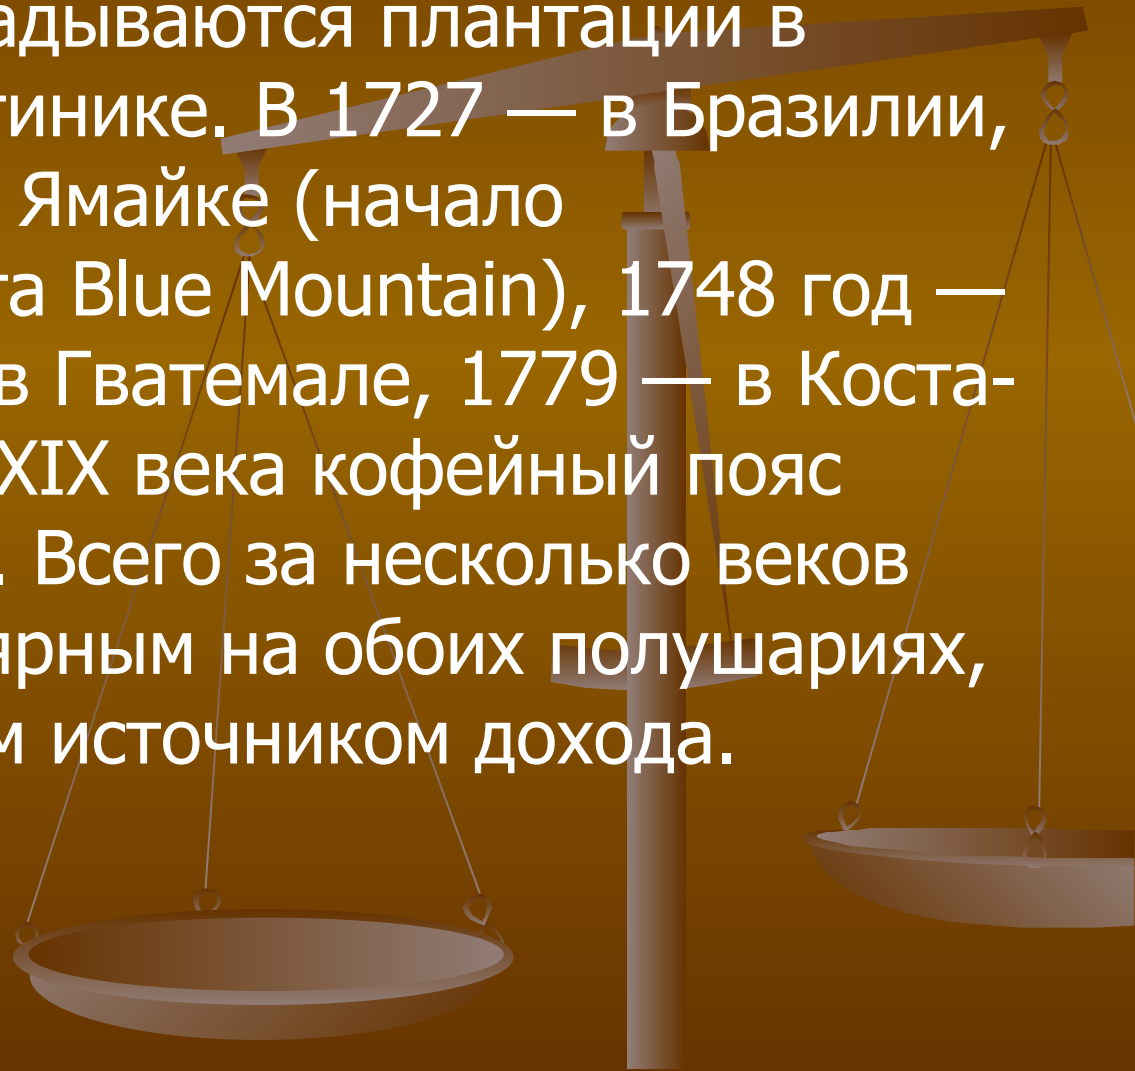 адываются плантации в
тинике. В 1727 — в Бразилии,
Ямайке (начало
та Blue Mountain), 1748 год —
в Гватемале, 1779 — в Коста-
XIX века кофейный пояс
. Всего за несколько веков
ярным на обоих полушариях,
м источником дохода.